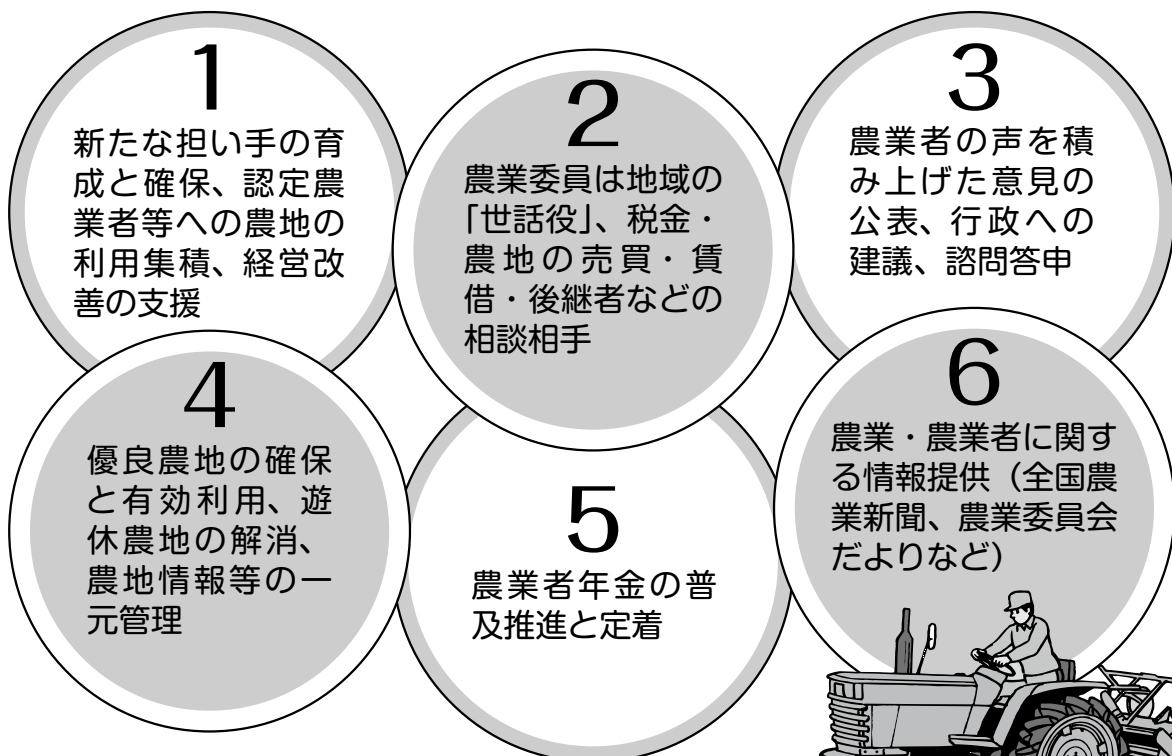 1
新たな担い手の育
成と確保、認定農
業者等への農地の
利用集積、経営改
善の支援
2
農業委員は地域の
「世話役」、税金・
農地の売買・賃
借・後継者などの
相談相手
3
農業者の声を積
み上げた意見の
公表、行政への
建議、諮問答申
4
優良農地の確保
と有効利用、遊
休農地の解消、
農地情報等の一
元管理
5
農業者年金の普
及推進と定着
6
農業・農業者に関す
る情報提供（全国農
業新聞、農業委員会
だよりなど）